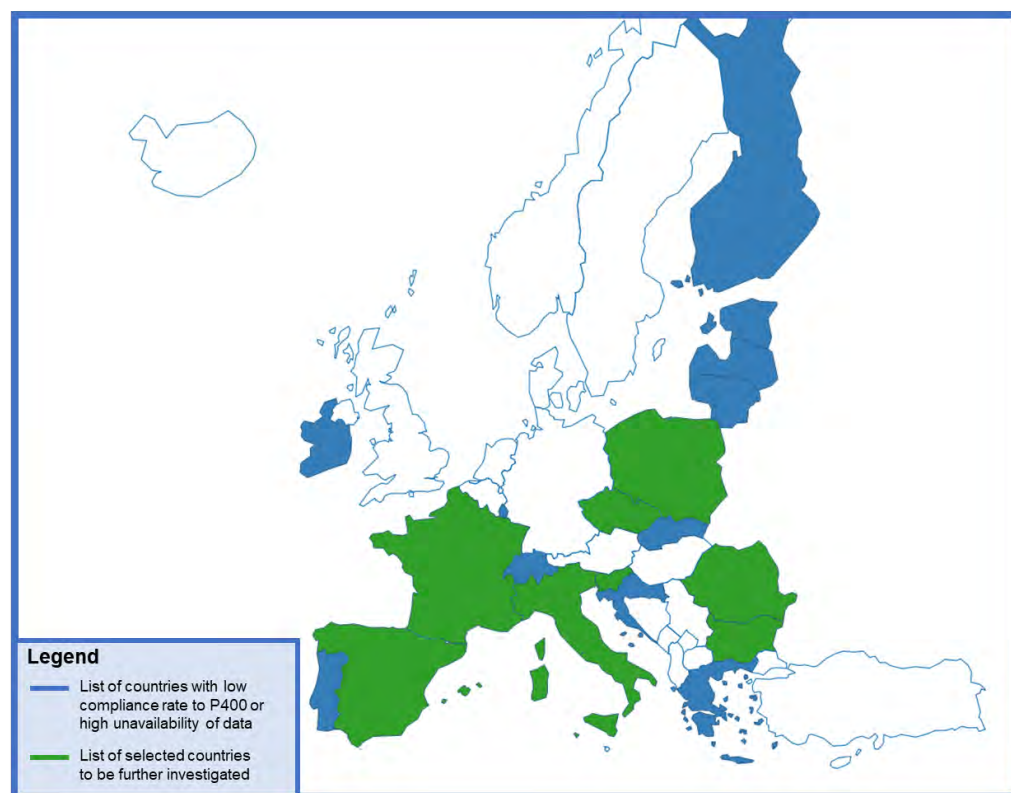 Legend
List of countries with low
compliance rate to P400 or
high unavailability of data
List of selected countries
to be further investigated